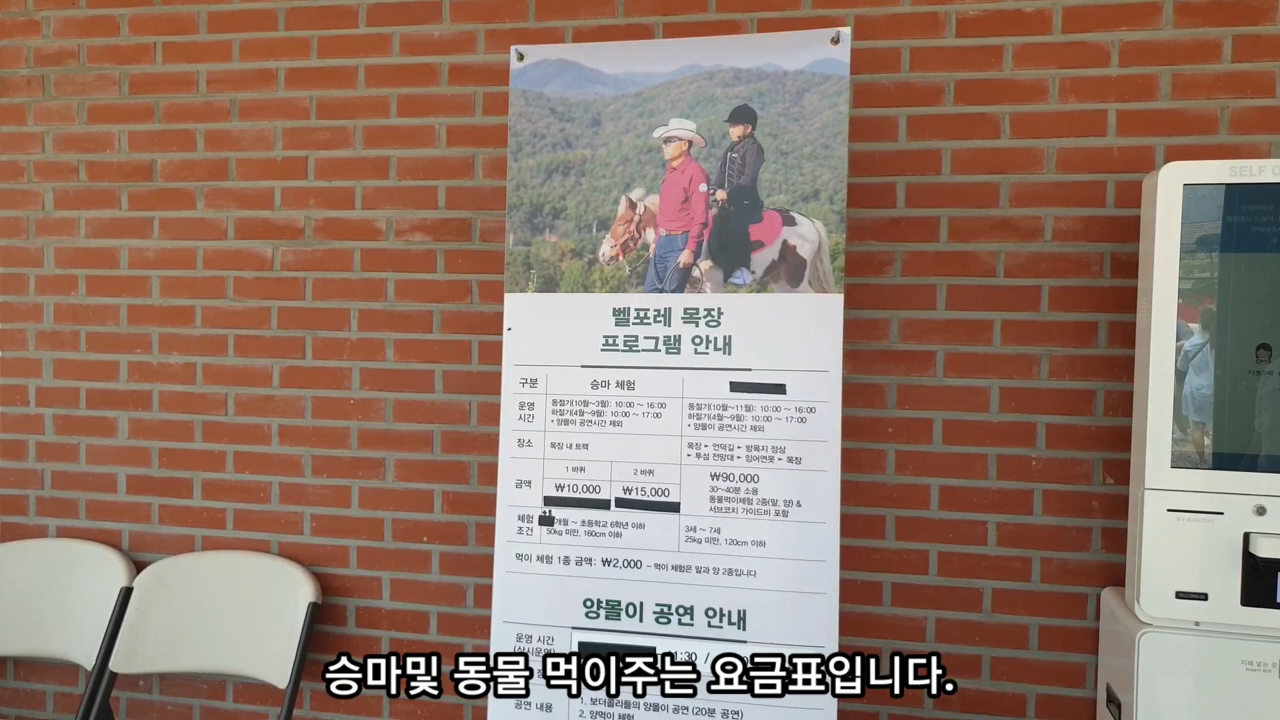 벨포레 목장
프로그램 안내
구분
승마 체험
운영
시간
동절기(10월~3월): 10:00 ~ 16:00
하절기(4월~9월): 10:00 ~ 17:00
* 양몰이 공연시간 제외
동절기(10월~11월): 10:00 ~ 16:00
하절기(4월~9월): 10:00 ~ 17:00
* 양몰이 공연시간 제외
장소
목장 내 트랙
목장 ► 언덕길 ► 방목지 정상
► 투섬 전망대 ► 잉어연못 ► 목장
금액
1 바퀴
2 바퀴
₩10,000
₩15,000
₩90,000
30~40분 소용
동물먹이체험 2종(말, 양) &
서브코치 가이드비 포함
체험
조건
개월 ~ 초등학교 6학년 이하
50kg 미만, 160cm 이하
3세 ~ 7세
25kg 미만, 120cm 이하
먹이 체험 1종 금액: ₩2,000 – 먹이 체험은 말과 양 2종입니다
양몰이 공연 안내
운영 시간
(상시운영)
11:30 /
공연 내용
1. 보더콜리들의 양몰이 공연 (20분 공연)
2. 양먹이 체험
승마및 동물 먹이주는 요금표입니다.
SELF